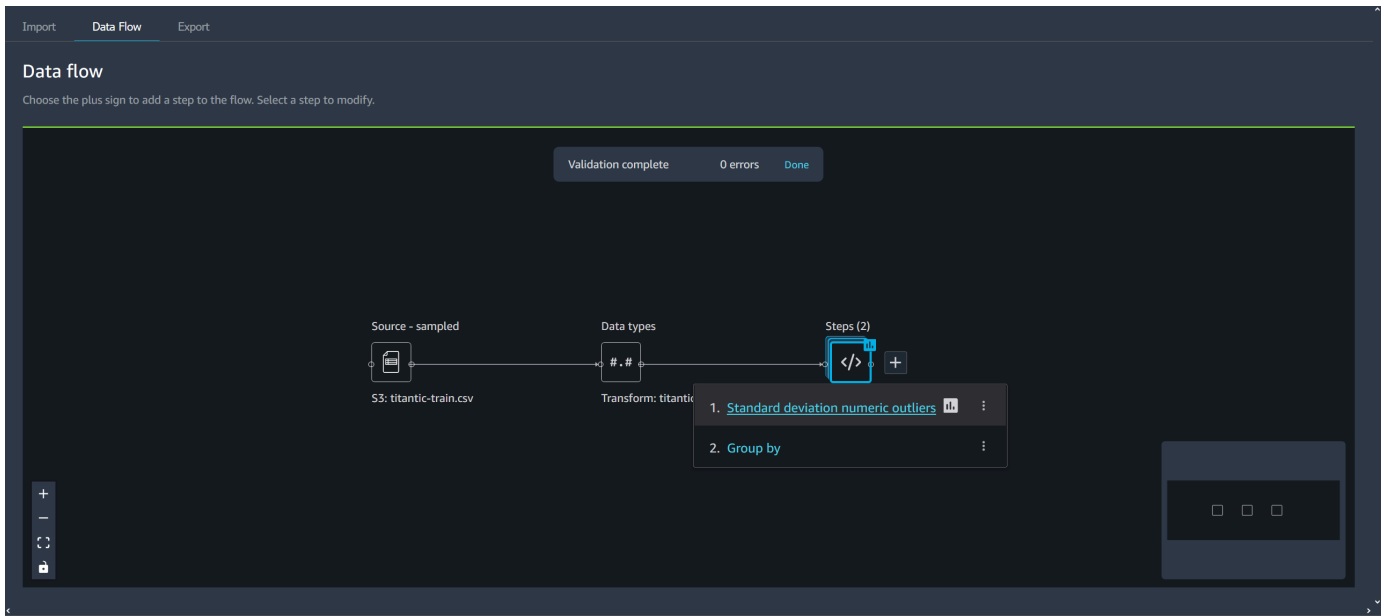 Import Data Flow Export
Data flow
Choose the plus sign to add a step to the flow. Select a step to modify.
Validation complete 0 errors Done
Source - sampled Data types Steps (2)
#.# </>
S3: titantic-train.csv Transform: titantic
1. Standard deviation numeric outliers
2. Group by